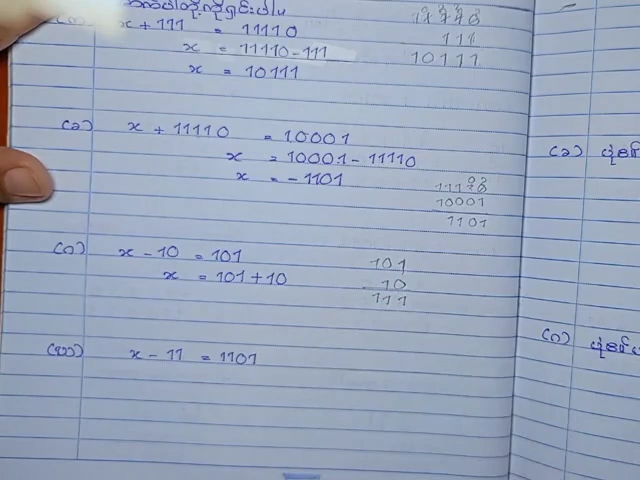 x + 111 = 11110
x = 11110 - 111
x = 10111
111
10111
(ခ) x + 11110 = 10001
x = 10001 - 11110
x = - 1101
10001
1101
(ဂ) x - 10 = 101
x = 101 + 10
101
10
111
(ဃ) x - 11 = 1101
(ခ)
(ဂ)